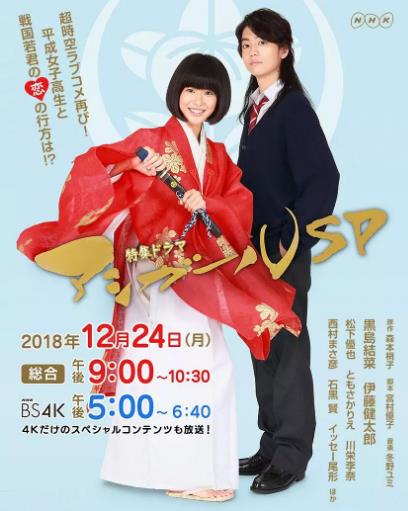 NHK
超時空ラブコメ再び！
平成女子高生と
戦国若君の恋の行方は!?
特集ドラマ
アシガールSP
2018年12月24日(月)
総合 午後9:00～10:30
NHK BS4K 午後5:00～6:40
4Kだけのスペシャルコンテンツも放送！
原作 森本梢子 脚本 宮村優子 音楽 冬野ユミ
黒島結菜 伊藤健太郎
松下優也 ともさかりえ 川栄李奈
西村まさ彦 石黒賢 イッセー尾形 ほか